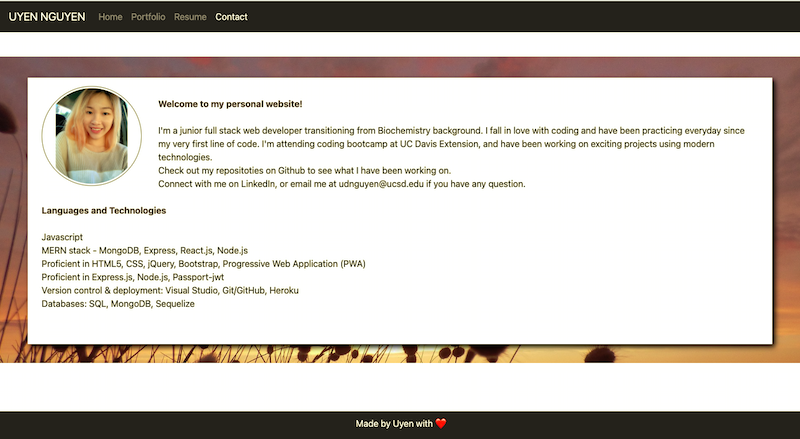 UYEN NGUYEN Home Portfolio Resume Contact
Welcome to my personal website!
I'm a junior full stack web developer transitioning from Biochemistry background. I fall in love with coding and have been practicing everyday since
my very first line of code. I'm attending coding bootcamp at UC Davis Extension, and have been working on exciting projects using modern
technologies.
Check out my repositoties on Github to see what I have been working on.
Connect with me on LinkedIn, or email me at udnguyen@ucsd.edu if you have any question.
Languages and Technologies
Javascript
MERN stack - MongoDB, Express, React.js, Node.js
Proficient in HTML5, CSS, jQuery, Bootstrap, Progressive Web Application (PWA)
Proficient in Express.js, Node.js, Passport-jwt
Version control & deployment: Visual Studio, Git/GitHub, Heroku
Databases: SQL, MongoDB, Sequelize
Made by Uyen with ❤️